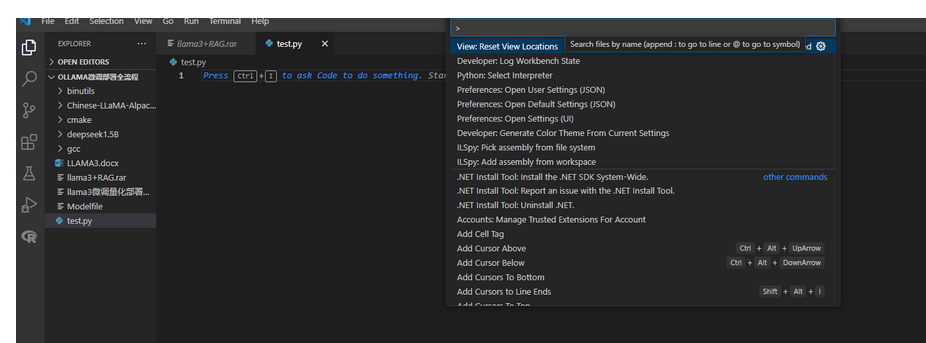 File Edit Selection View Go Run Terminal Help
>
EXPLORER ···
llama3+RAG.rar
test.py ×
View: Reset View Locations
Search files by name (append : to go to line or @ to go to symbol)
OPEN EDITORS
test.py
Developer: Log Workbench State
OLLAMA微调部署全流程
1 Press Ctrl+I to ask Code to do something. Star
Python: Select Interpreter
binutils
Preferences: Open User Settings (JSON)
Chinese-LLaMA-Alpac...
Preferences: Open Default Settings (JSON)
cmake
Preferences: Open Settings (UI)
deepseek1.5B
Developer: Generate Color Theme From Current Settings
gcc
ILSpy: Pick assembly from file system
LLAMA3.docx
ILSpy: Add assembly from workspace
llama3+RAG.rar
.NET Install Tool: Install the .NET SDK System-Wide. other commands
llama3微调量化部署...
.NET Install Tool: Report an issue with the .NET Install Tool.
Modelfile
.NET Install Tool: Uninstall .NET.
test.py
Accounts: Manage Trusted Extensions For Account
Add Cell Tag
Add Cursor Above Ctrl + Alt + UpArrow
Add Cursor Below Ctrl + Alt + DownArrow
Add Cursors To Bottom
Add Cursors to Line Ends Shift + Alt + I
Add Cursors To Top